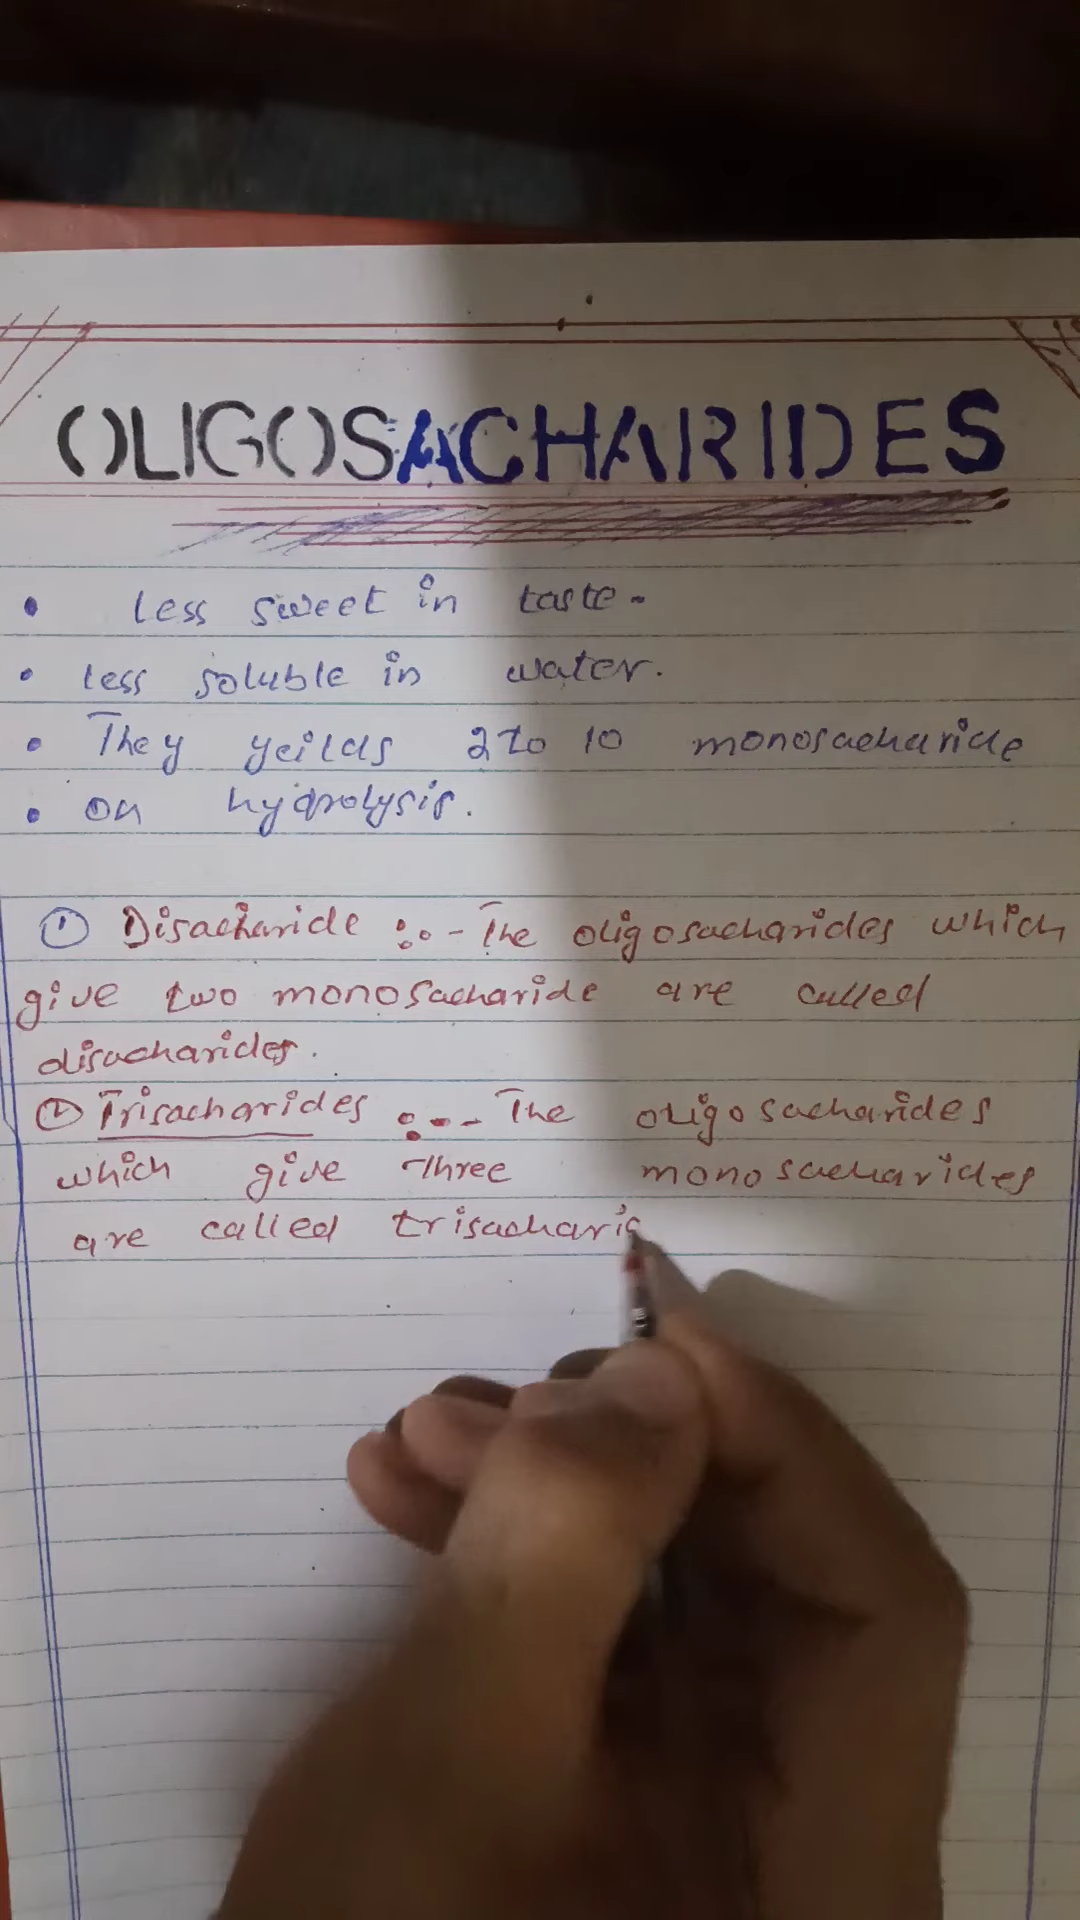 OLIGOSACHARIDES
• Less sweet in taste.
• less soluble in water.
• They yeilds 2 to 10 monosacharide
• on hydrolysis.
① Disacharide :- The oligosacharides which
give two monosacharide are called
disacharides.
② Trisacharides :- The oligosacharides
which give three monosacharides
are called trisachari